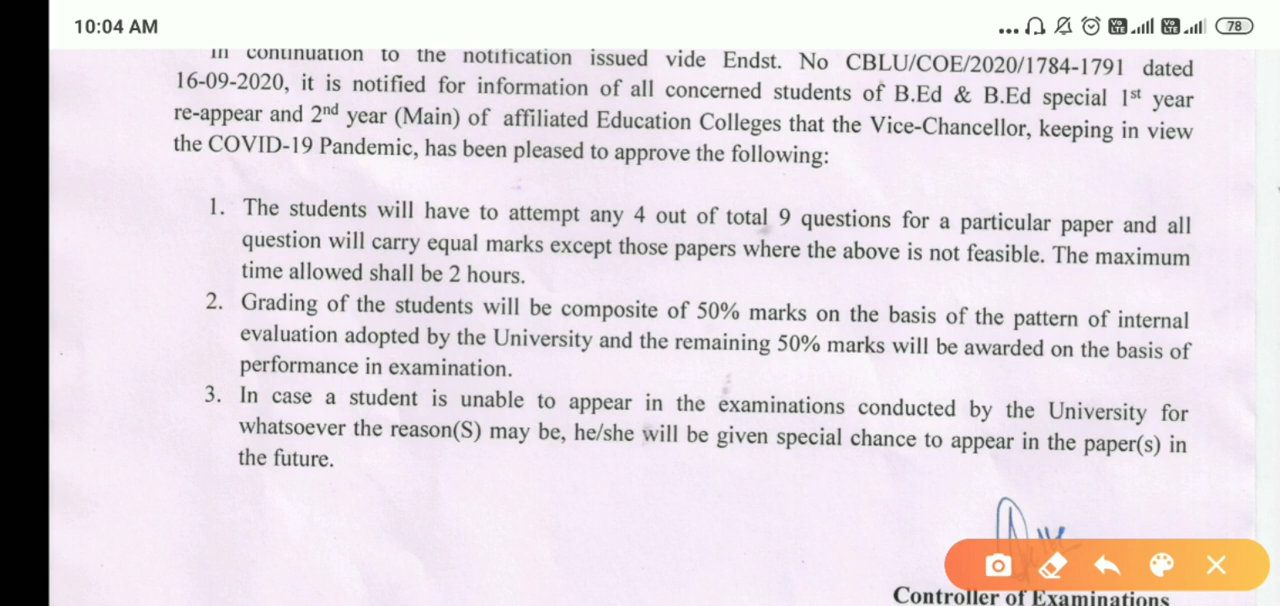 10:04 AM
78
in continuation to the notification issued vide Endst. No CBLU/COE/2020/1784-1791 dated
16-09-2020, it is notified for information of all concerned students of B.Ed & B.Ed special 1st year
re-appear and 2nd year (Main) of affiliated Education Colleges that the Vice-Chancellor, keeping in view
the COVID-19 Pandemic, has been pleased to approve the following:
1. The students will have to attempt any 4 out of total 9 questions for a particular paper and all
question will carry equal marks except those papers where the above is not feasible. The maximum
time allowed shall be 2 hours.
2. Grading of the students will be composite of 50% marks on the basis of the pattern of internal
evaluation adopted by the University and the remaining 50% marks will be awarded on the basis of
performance in examination.
3. In case a student is unable to appear in the examinations conducted by the University for
whatsoever the reason(S) may be, he/she will be given special chance to appear in the paper(s) in
the future.
Controller of Examinations